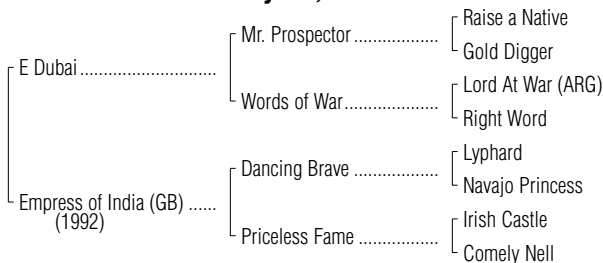 Raise a Native
Mr. Prospector ..................
Gold Digger
E Dubai ............................
Lord At War (ARG)
Words of War ....................
Right Word
Lyphard
Dancing Brave ..................
Navajo Princess
Empress of India (GB) ......
(1992)
Irish Castle
Priceless Fame .................
Comely Nell